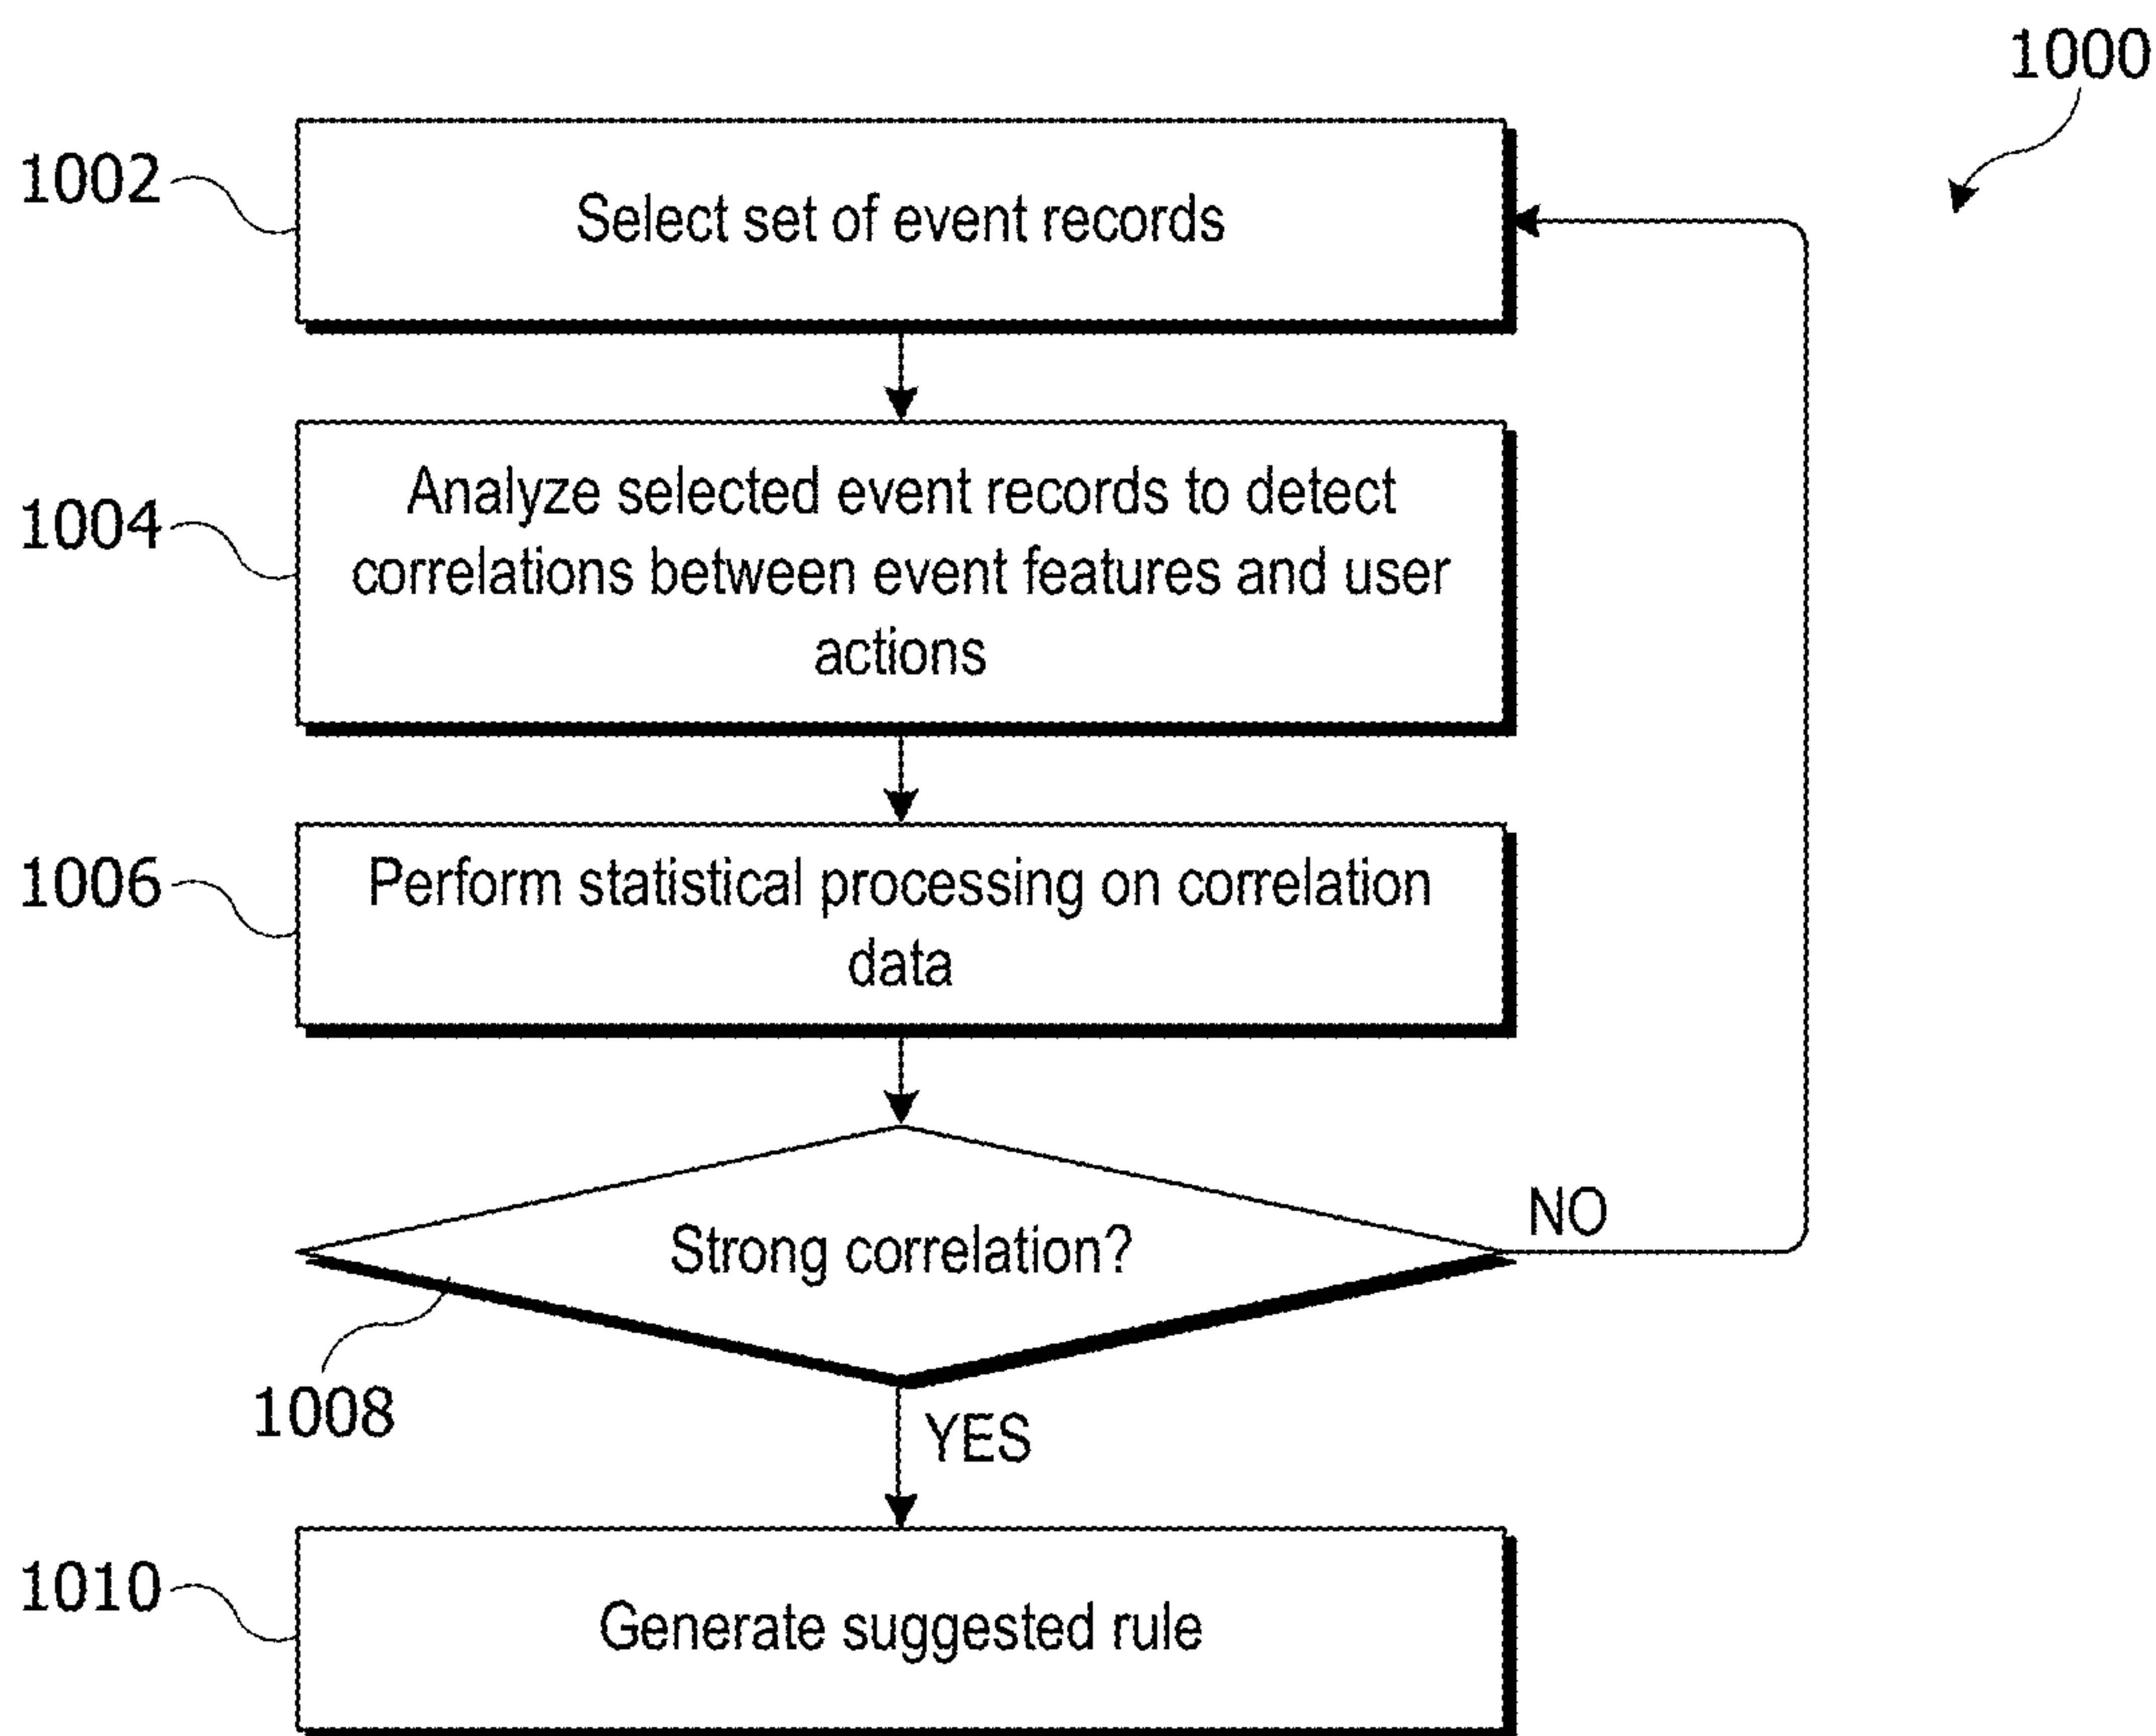 1000
1002
Select set of event records
1004
Analyze selected event records to detect
correlations between event features and user
actions
1006
Perform statistical processing on correlation
data
Strong correlation?
NO
1008
YES
1010
Generate suggested rule